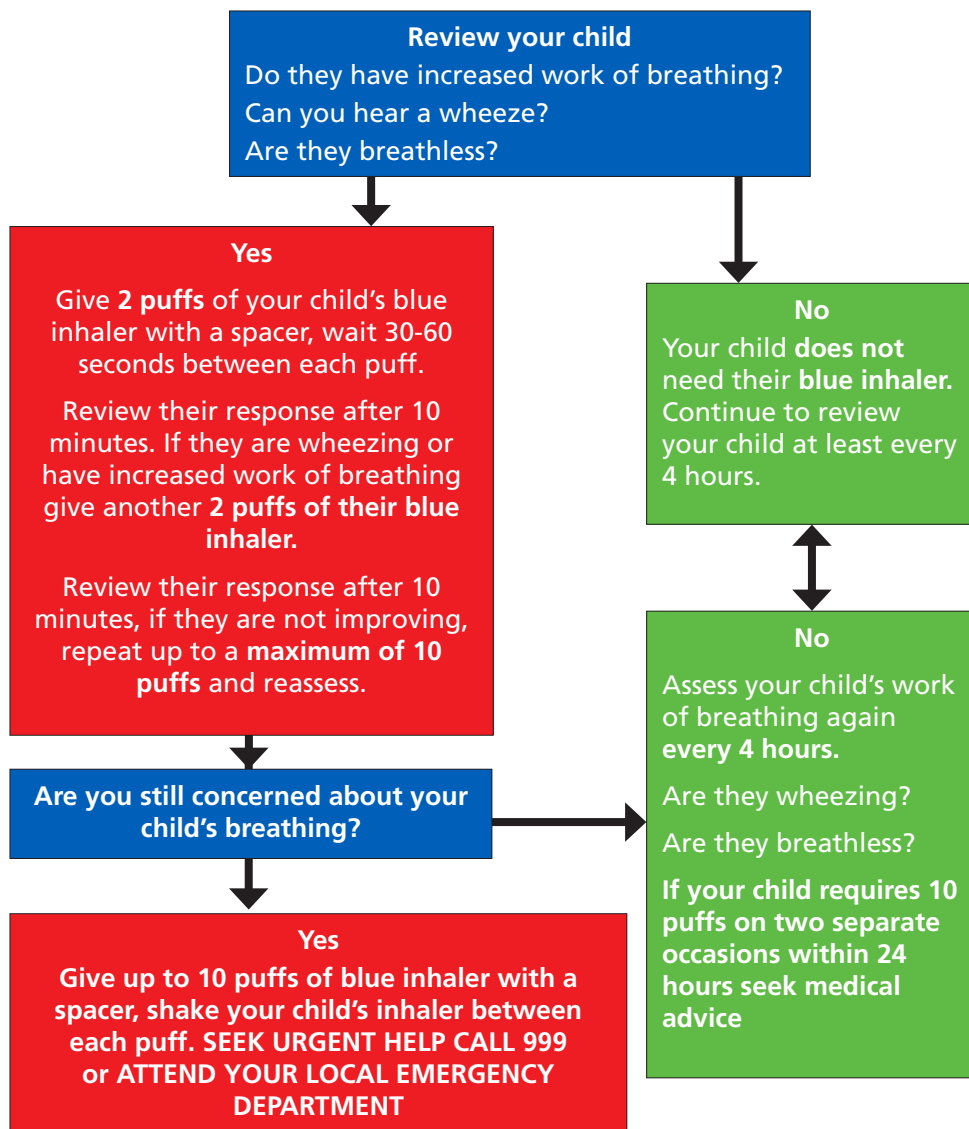 Review your child
Do they have increased work of breathing?
Can you hear a wheeze?
Are they breathless?
Yes
Give 2 puffs of your child's blue
inhaler with a spacer, wait 30-60
seconds between each puff.
Review their response after 10
minutes. If they are wheezing or
have increased work of breathing
give another 2 puffs of their blue
inhaler.
Review their response after 10
minutes, if they are not improving,
repeat up to a maximum of 10
puffs and reassess.
No
Your child does not
need their blue inhaler.
Continue to review
your child at least every
4 hours.
Are you still concerned about your
child's breathing?
No
Assess your child's work
of breathing again
every 4 hours.
Are they wheezing?
Are they breathless?
If your child requires 10
puffs on two separate
occasions within 24
hours seek medical
advice
Yes
Give up to 10 puffs of blue inhaler with a
spacer, shake your child's inhaler between
each puff. SEEK URGENT HELP CALL 999
or ATTEND YOUR LOCAL EMERGENCY
DEPARTMENT